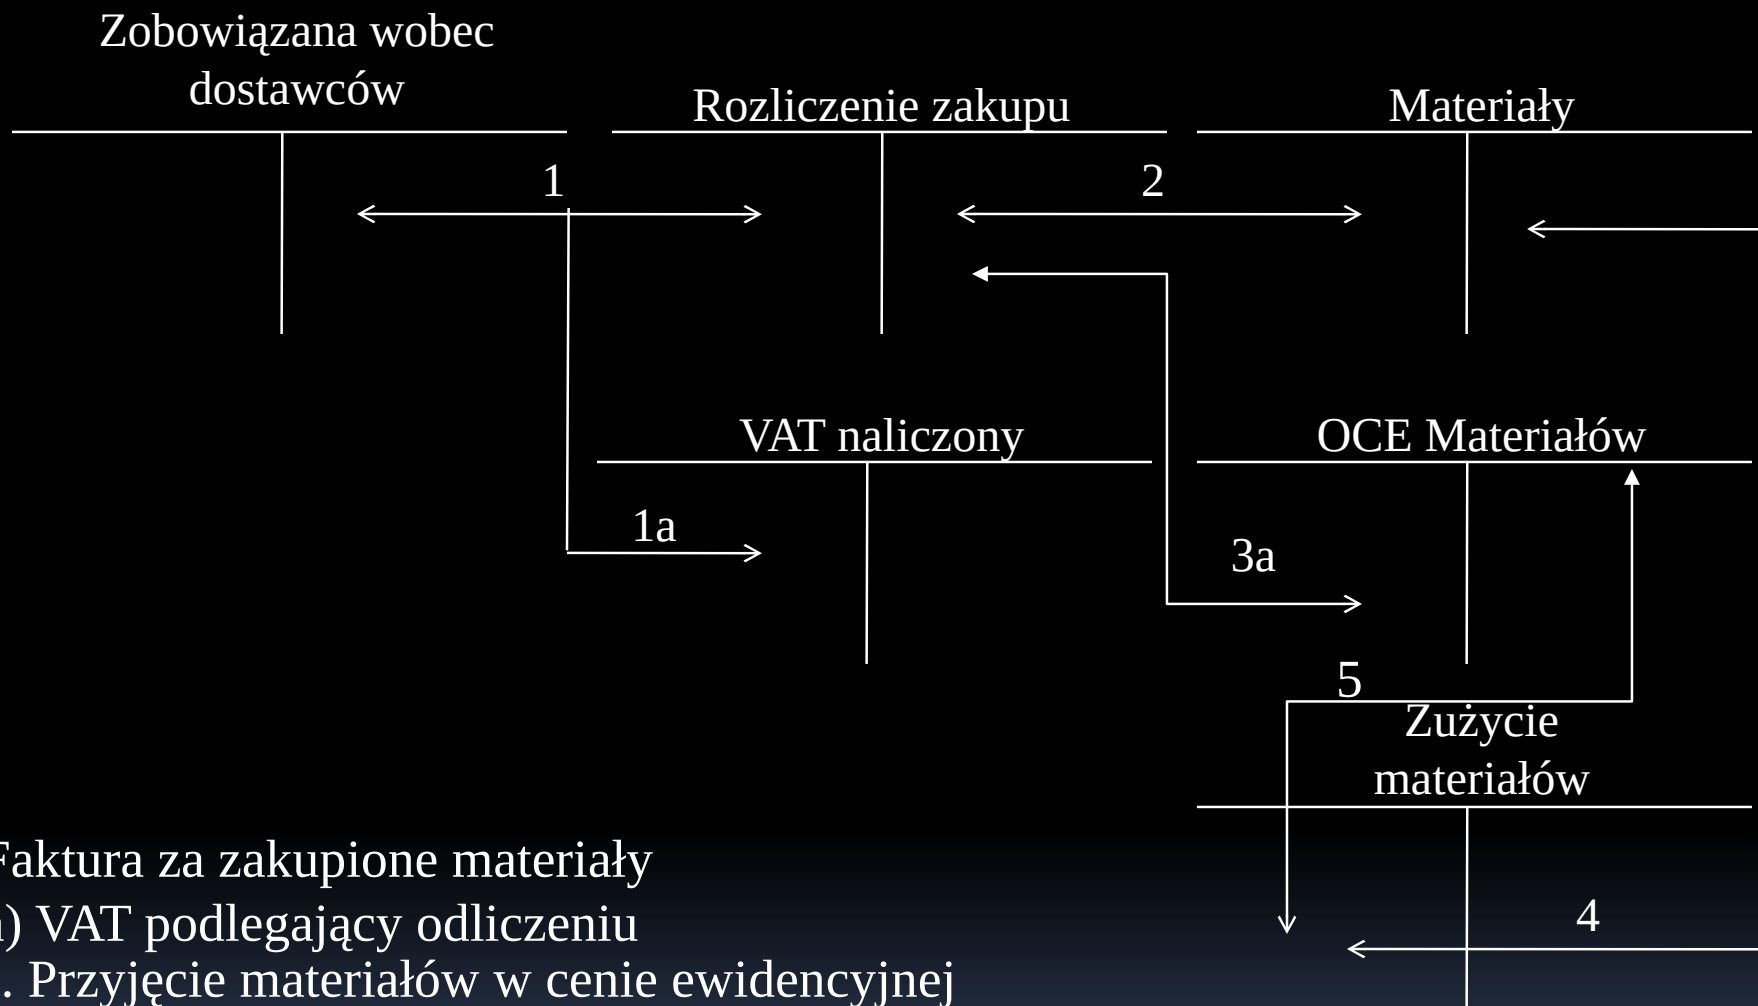 Zobowiązana wobec
dostawców
Rozliczenie zakupu
Materiały
1
2
VAT naliczony
OCE Materiałów
1a
3a
5
Zużycie
materiałów
Faktura za zakupione materiały
) VAT podlegający odliczeniu
4
. Przyjęcie materiałów w cenie ewidencyjnej